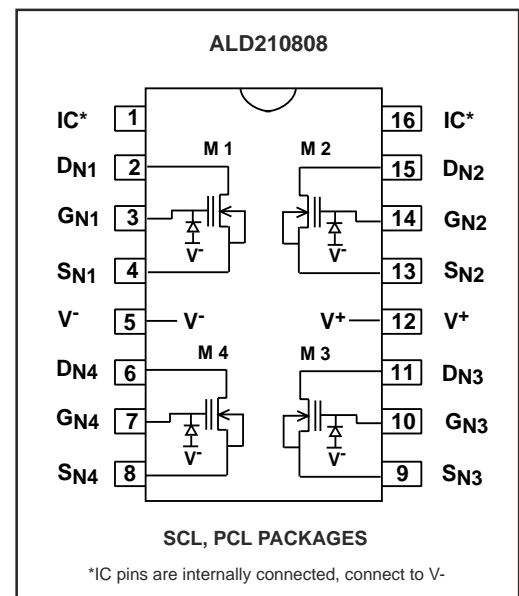 ALD210808
IC* 1 16 IC*
M 1 M 2
DN1 2 15 DN2
GN1 3 14 GN2
V- V-
SN1 4 13 SN2
V- 5 V- V+ 12 V+
M 4 M 3
DN4 6 11 DN3
GN4 7 10 GN3
V- V-
SN4 8 9 SN3
SCL, PCL PACKAGES
*IC pins are internally connected, connect to V-